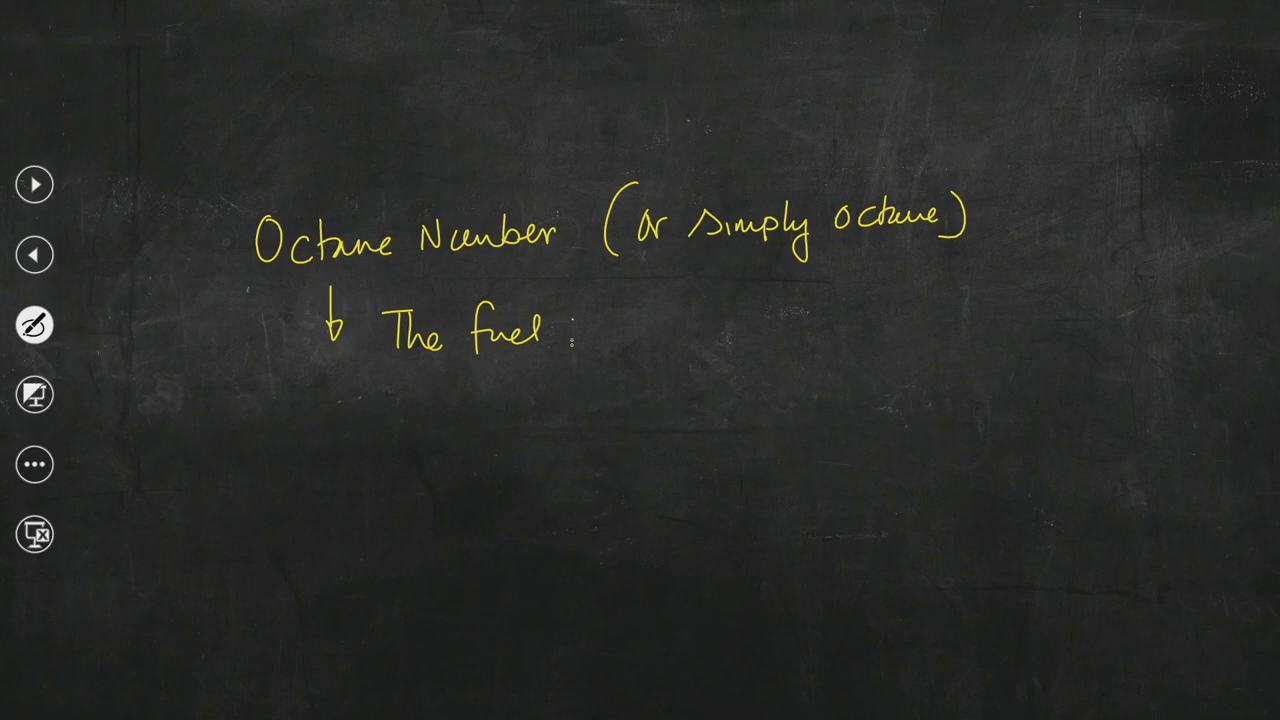 Octane Number (or simply octane)
↓ The fuel :